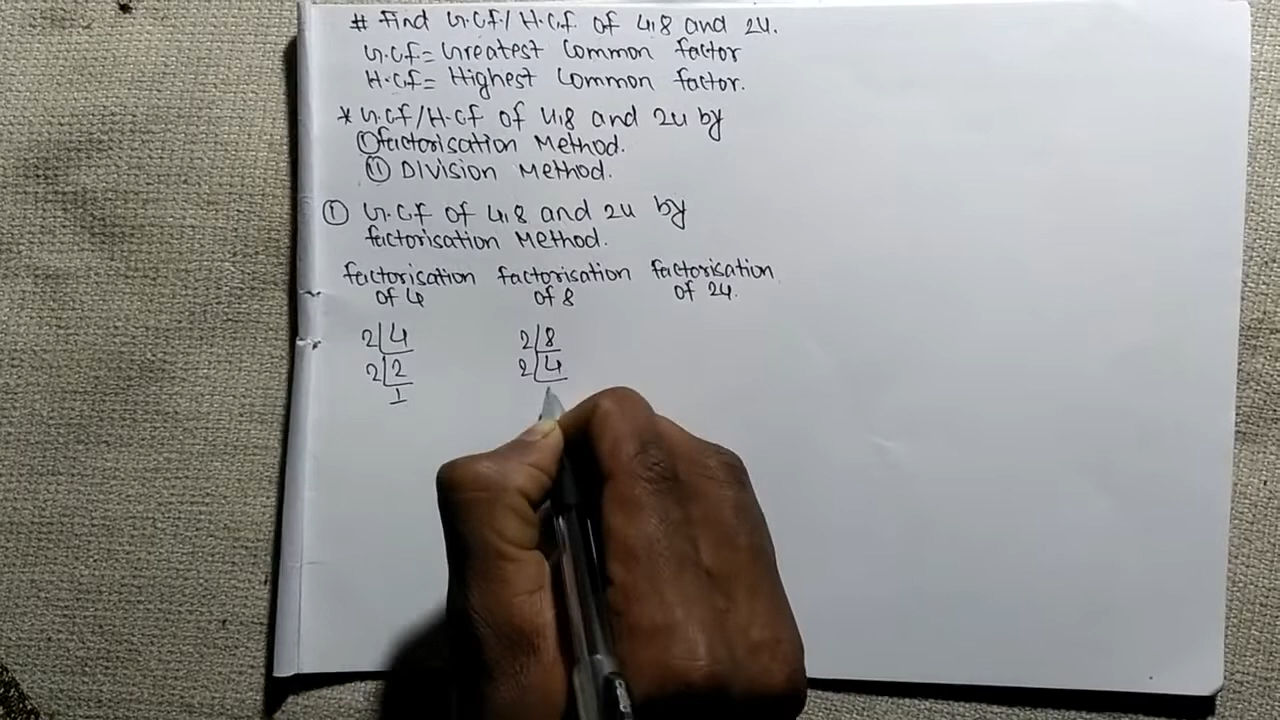 # Find G.C.f./H.C.f. of 4,8 and 24.
G.C.f = Greatest Common factor
H.C.f = Highest Common factor.
* G.C.f/H.C.f of 4,8 and 24 by
(I) factorisation Method.
(II) Division Method.
(I) G.C.f of 4,8 and 24 by
factorisation Method.
factorisation factorisation factorisation
of 4 of 8 of 24.
2 4 2 8
2 2 2 4
1